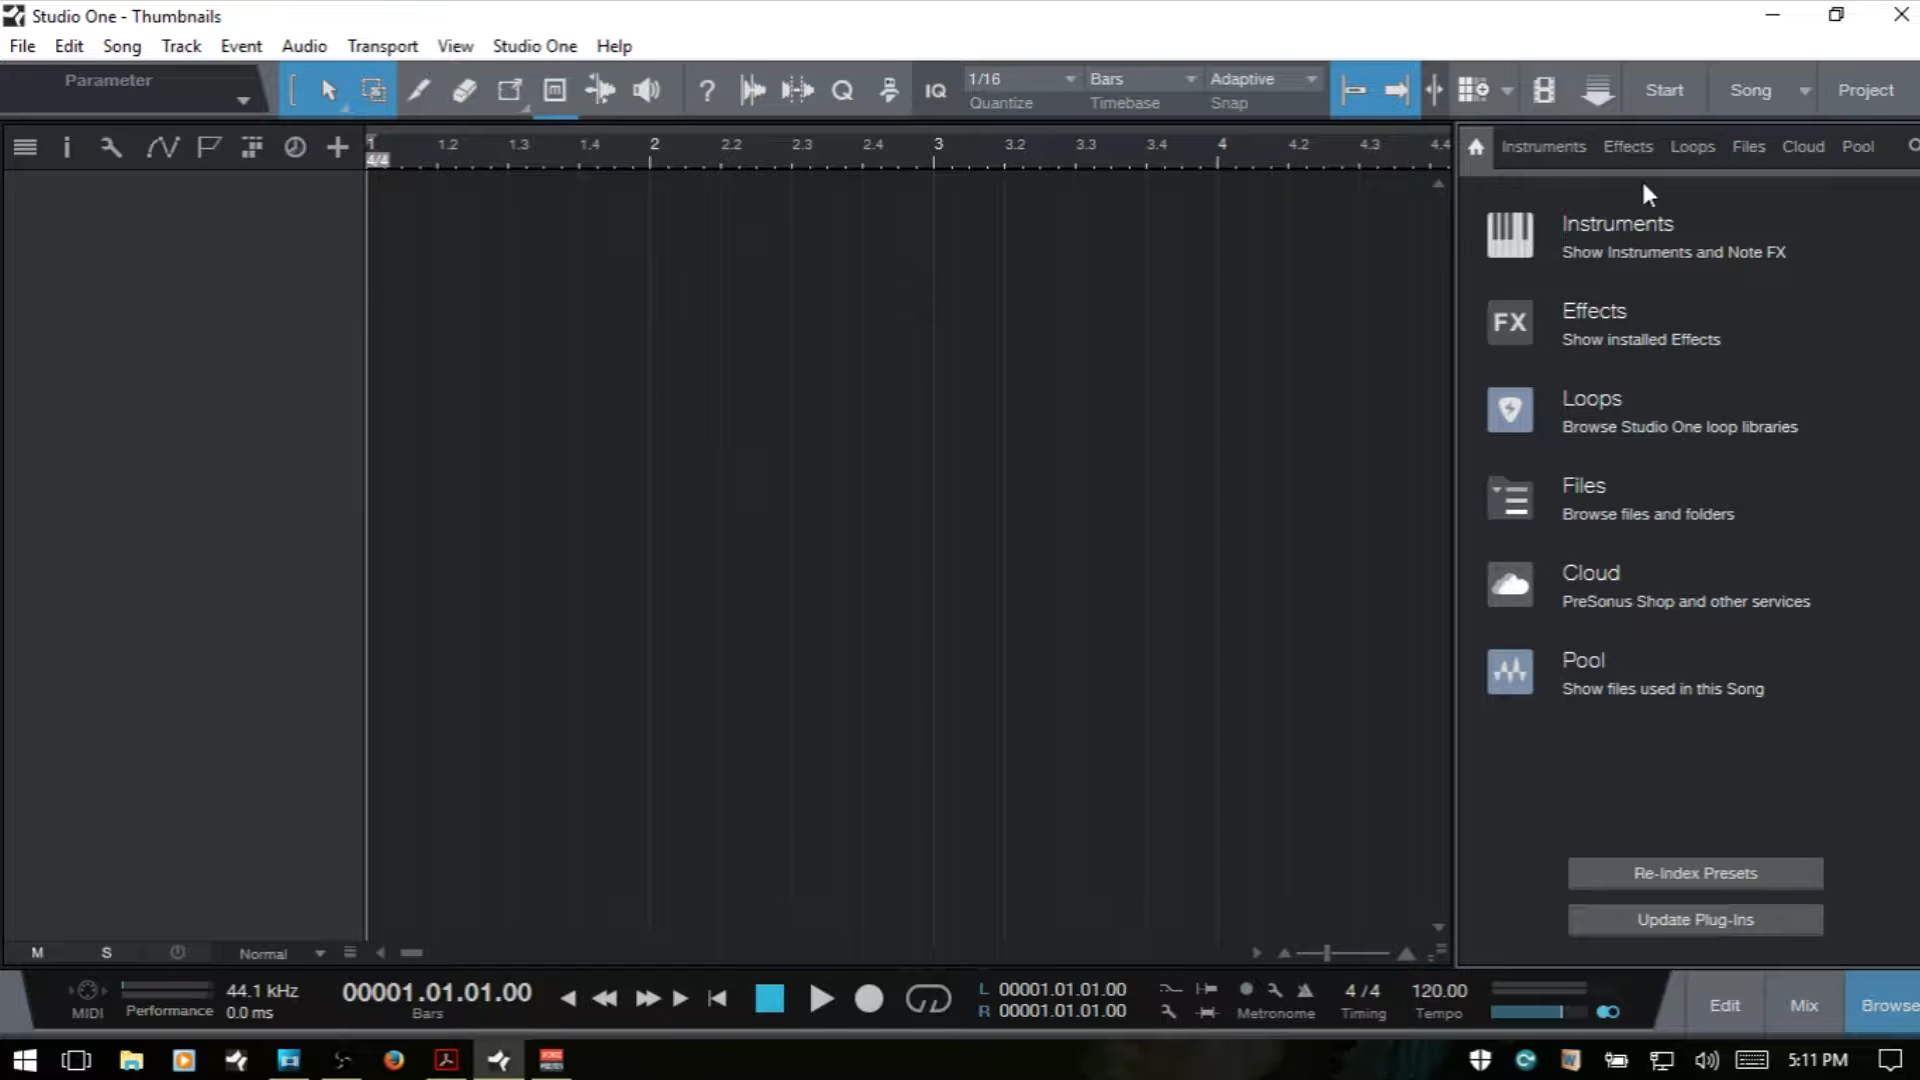 Studio One - Thumbnails
File Edit Song Track Event Audio Transport View Studio One Help
Parameter
? Q IQ
1/16 Bars Adaptive
Quantize Timebase Snap
Start Song Project
1 1.2 1.3 1.4 2 2.2 2.3 2.4 3 3.2 3.3 3.4 4 4.2 4.3 4.4
4/4
Instruments Effects Loops Files Cloud Pool
Instruments
Show Instruments and Note FX
FX
Effects
Show installed Effects
Loops
Browse Studio One loop libraries
Files
Browse files and folders
Cloud
PreSonus Shop and other services
Pool
Show files used in this Song
Re-Index Presets
Update Plug-Ins
M S Normal
MIDI Performance
44.1 kHz
0.0 ms
00001.01.01.00
Bars
L 00001.01.01.00
R 00001.01.01.00
Metronome
4 / 4
Timing
120.00
Tempo
Edit Mix Browse
5:11 PM